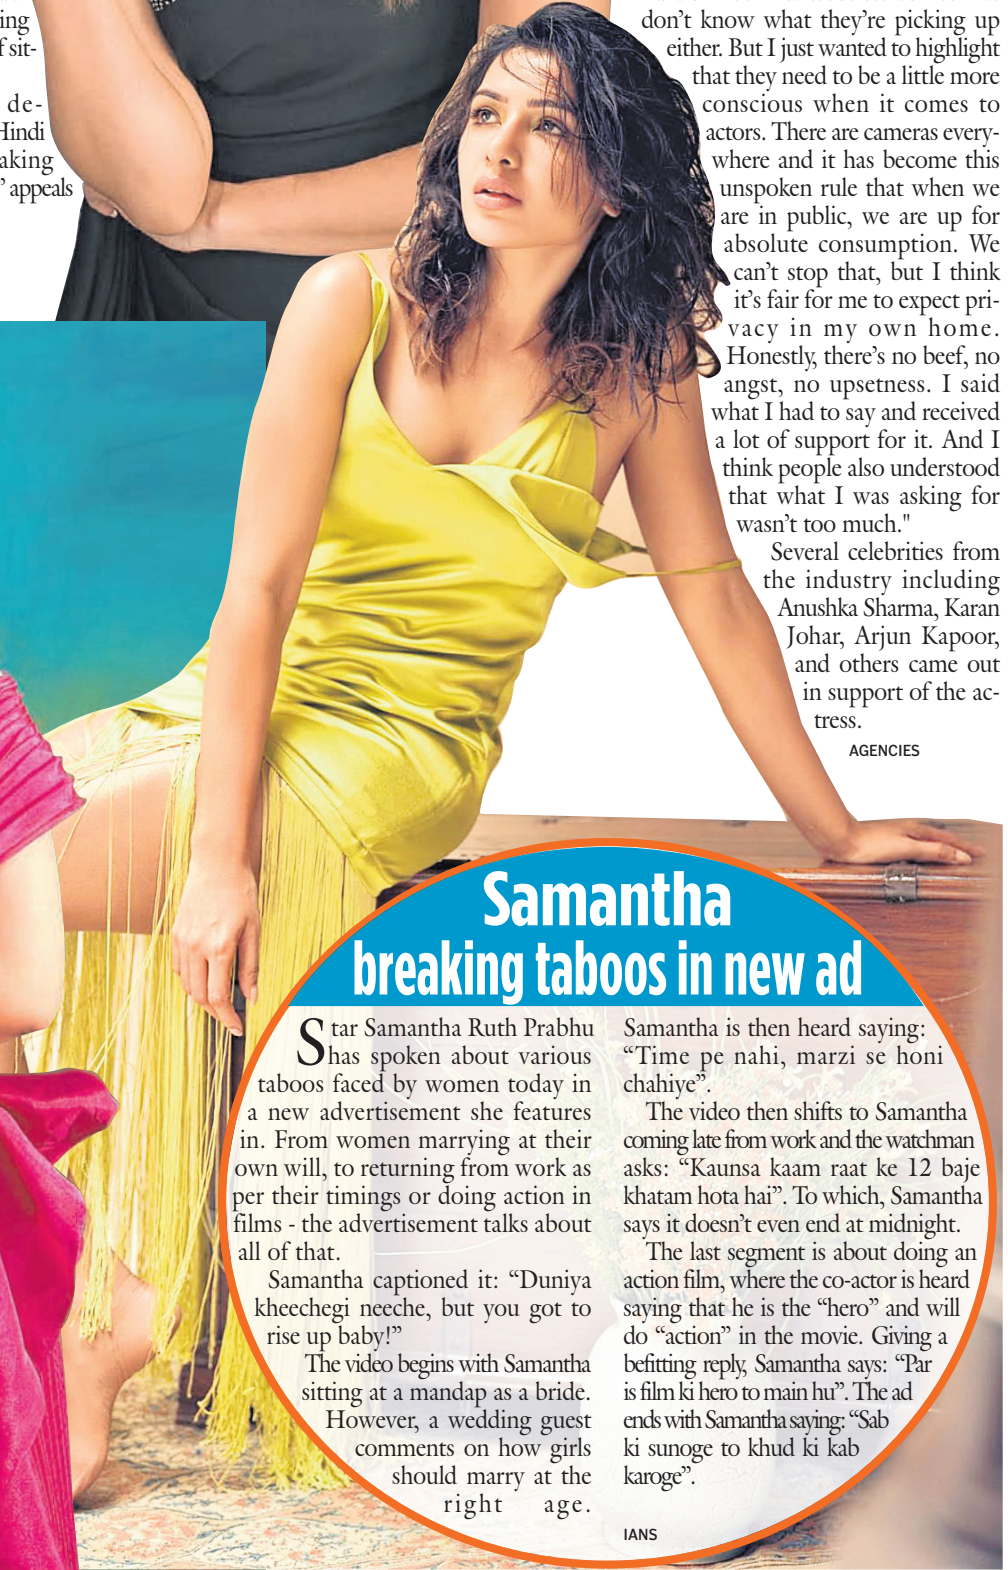 ing
f sit-
de-
Hindi
aking
” appeals
don’t know what they’re picking up
either. But I just wanted to highlight
that they need to be a little more
conscious when it comes to
actors. There are cameras every-
where and it has become this
unspoken rule that when we
are in public, we are up for
absolute consumption. We
can’t stop that, but I think
it’s fair for me to expect pri-
vacy in my own home.
Honestly, there’s no beef, no
angst, no upsetness. I said
what I had to say and received
a lot of support for it. And I
think people also understood
that what I was asking for
wasn’t too much."
Several celebrities from
the industry including
Anushka Sharma, Karan
Johar, Arjun Kapoor,
and others came out
in support of the ac-
tress.
AGENCIES
Samantha
breaking taboos in new ad
Star Samantha Ruth Prabhu
has spoken about various
taboos faced by women today in
a new advertisement she features
in. From women marrying at their
own will, to returning from work as
per their timings or doing action in
films - the advertisement talks about
all of that.
Samantha captioned it: “Duniya
kheechegi neeche, but you got to
rise up baby!”
The video begins with Samantha
sitting at a mandap as a bride.
However, a wedding guest
comments on how girls
should marry at the
right age.
Samantha is then heard saying:
“Time pe nahi, marzi se honi
chahiye”.
The video then shifts to Samantha
coming late from work and the watchman
asks: “Kaunsa kaam raat ke 12 baje
khatam hota hai”. To which, Samantha
says it doesn’t even end at midnight.
The last segment is about doing an
action film, where the co-actor is heard
saying that he is the “hero” and will
do “action” in the movie. Giving a
befitting reply, Samantha says: “Par
is film ki hero to main hu”. The ad
ends with Samantha saying: “Sab
ki sunoge to khud ki kab
karoge”.
IANS